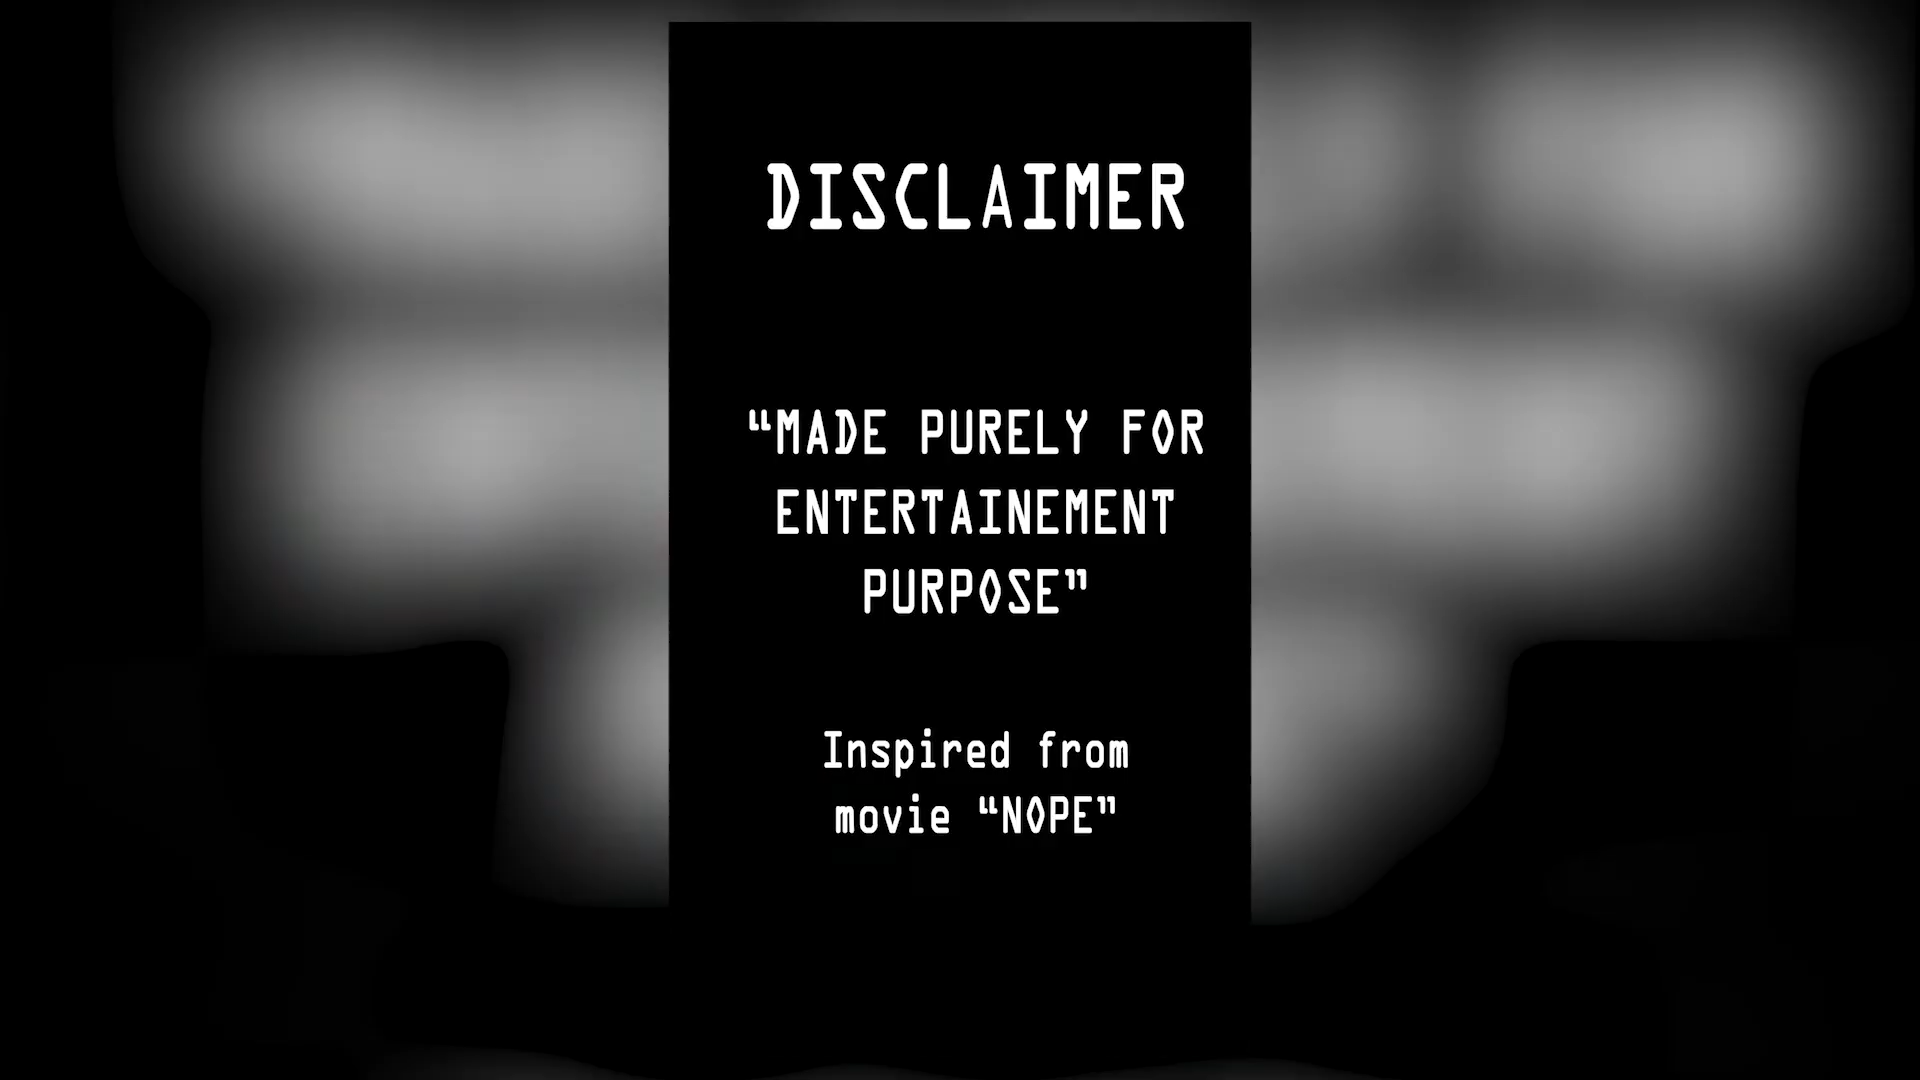 DISCLAIMER
“MADE PURELY FOR
ENTERTAINEMENT
PURPOSE”
Inspired from
movie “NOPE”